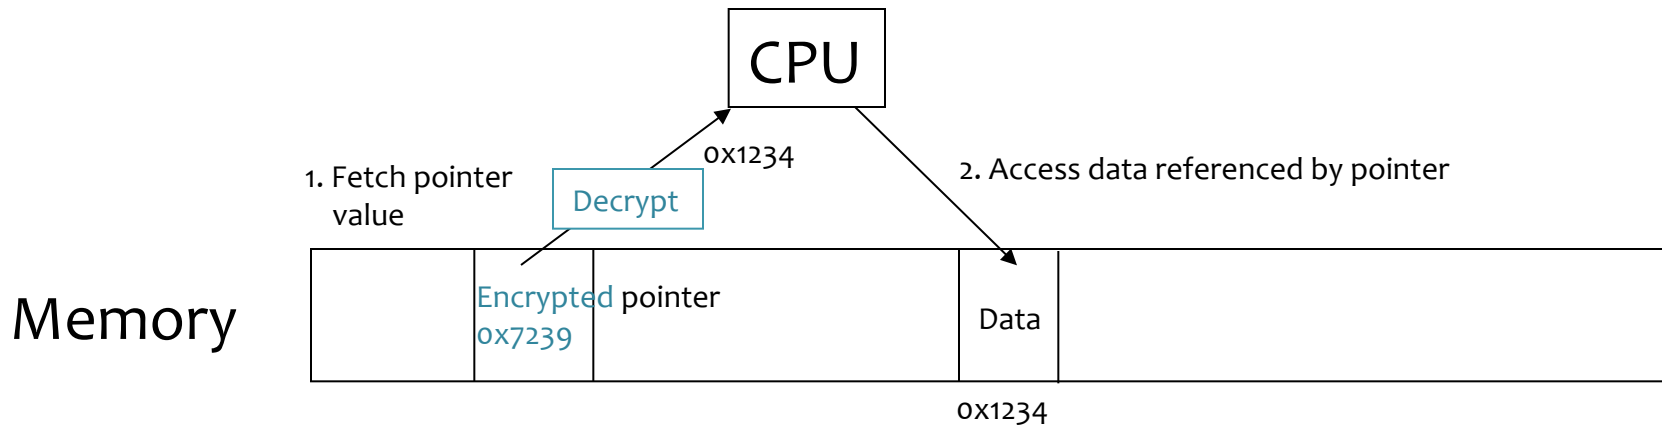 CPU
0x1234
1. Fetch pointer
value
Decrypt
2. Access data referenced by pointer
Memory
Encrypted pointer
0x7239
Data
0x1234